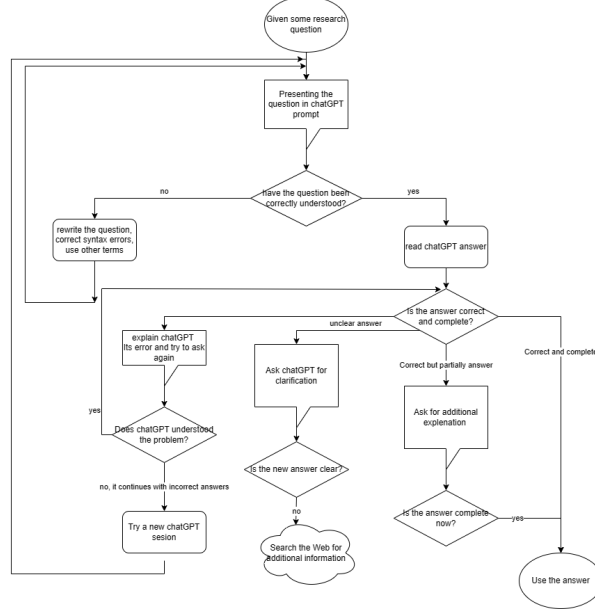 Given some research
question
Presenting the
question in chatGPT
prompt
have the question been
correctly understood?
no
yes
rewrite the question,
correct syntax errors,
use other terms
read chatGPT answer
Is the answer correct
and complete?
unclear answer
explain chatGPT
Its error and try to ask
again
Ask chatGPT for
clarification
Correct but partially answer
Correct and complete
Ask for additional
explenation
yes
Does chatGPT understood
the problem?
Is the new answer clear?
no, it continues with incorrect answers
no
Is the answer complete
now?
yes
Try a new chatGPT
sesion
Search the Web for
additional information
Use the answer